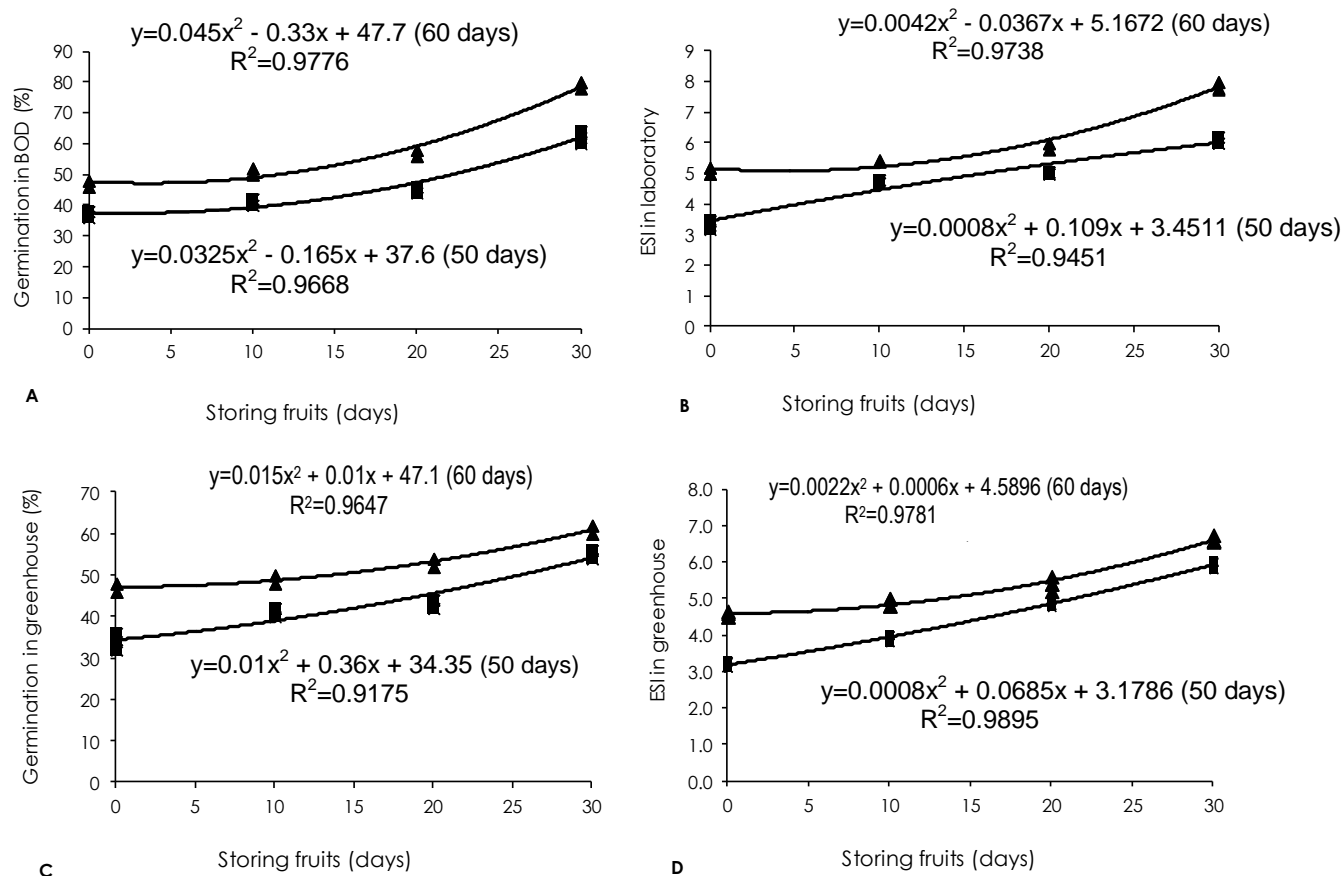 y=0.045x² - 0.33x + 47.7 (60 days)
R²=0.9776
Germination in BOD (%)
90
80
70
60
50
40
30
20
10
0
y=0.0325x² - 0.165x + 37.6 (50 days)
R²=0.9668
0 5 10 15 20 25 30
A
Storing fruits (days)
y=0.0042x² - 0.0367x + 5.1672 (60 days)
R²=0.9738
ESI in laboratory
9
8
7
6
5
4
3
2
1
0
y=0.0008x² + 0.109x + 3.4511 (50 days)
R²=0.9451
0 5 10 15 20 25 30
B
Storing fruits (days)
y=0.015x² + 0.01x + 47.1 (60 days)
R²=0.9647
Germination in greenhouse (%)
70
60
50
40
30
20
10
0
y=0.01x² + 0.36x + 34.35 (50 days)
R²=0.9175
0 5 10 15 20 25 30
C
Storing fruits (days)
y=0.0022x² + 0.0006x + 4.5896 (60 days)
R²=0.9781
ESI in greenhouse
8.0
7.0
6.0
5.0
4.0
3.0
2.0
1.0
0.0
y=0.0008x² + 0.0685x + 3.1786 (50 days)
R²=0.9895
0 5 10 15 20 25 30
D
Storing fruits (days)